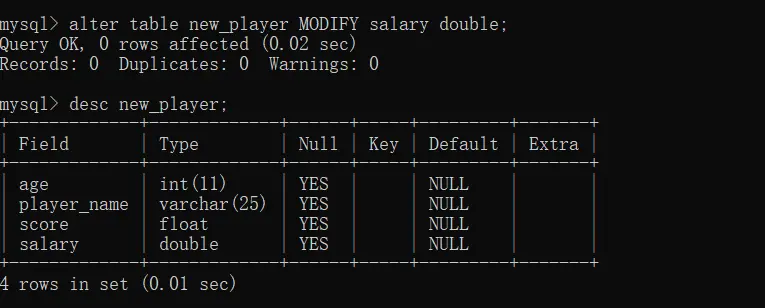 mysql> alter table new_player MODIFY salary double;
Query OK, 0 rows affected (0.02 sec)
Records: 0  Duplicates: 0  Warnings: 0
mysql> desc new_player;
+-------------+-------------+------+-----+---------+-------+
| Field       | Type        | Null | Key | Default | Extra |
+-------------+-------------+------+-----+---------+-------+
| age         | int(11)     | YES  |     | NULL    |       |
| player_name | varchar(25) | YES  |     | NULL    |       |
| score       | float       | YES  |     | NULL    |       |
| salary      | double      | YES  |     | NULL    |       |
+-------------+-------------+------+-----+---------+-------+
4 rows in set (0.01 sec)